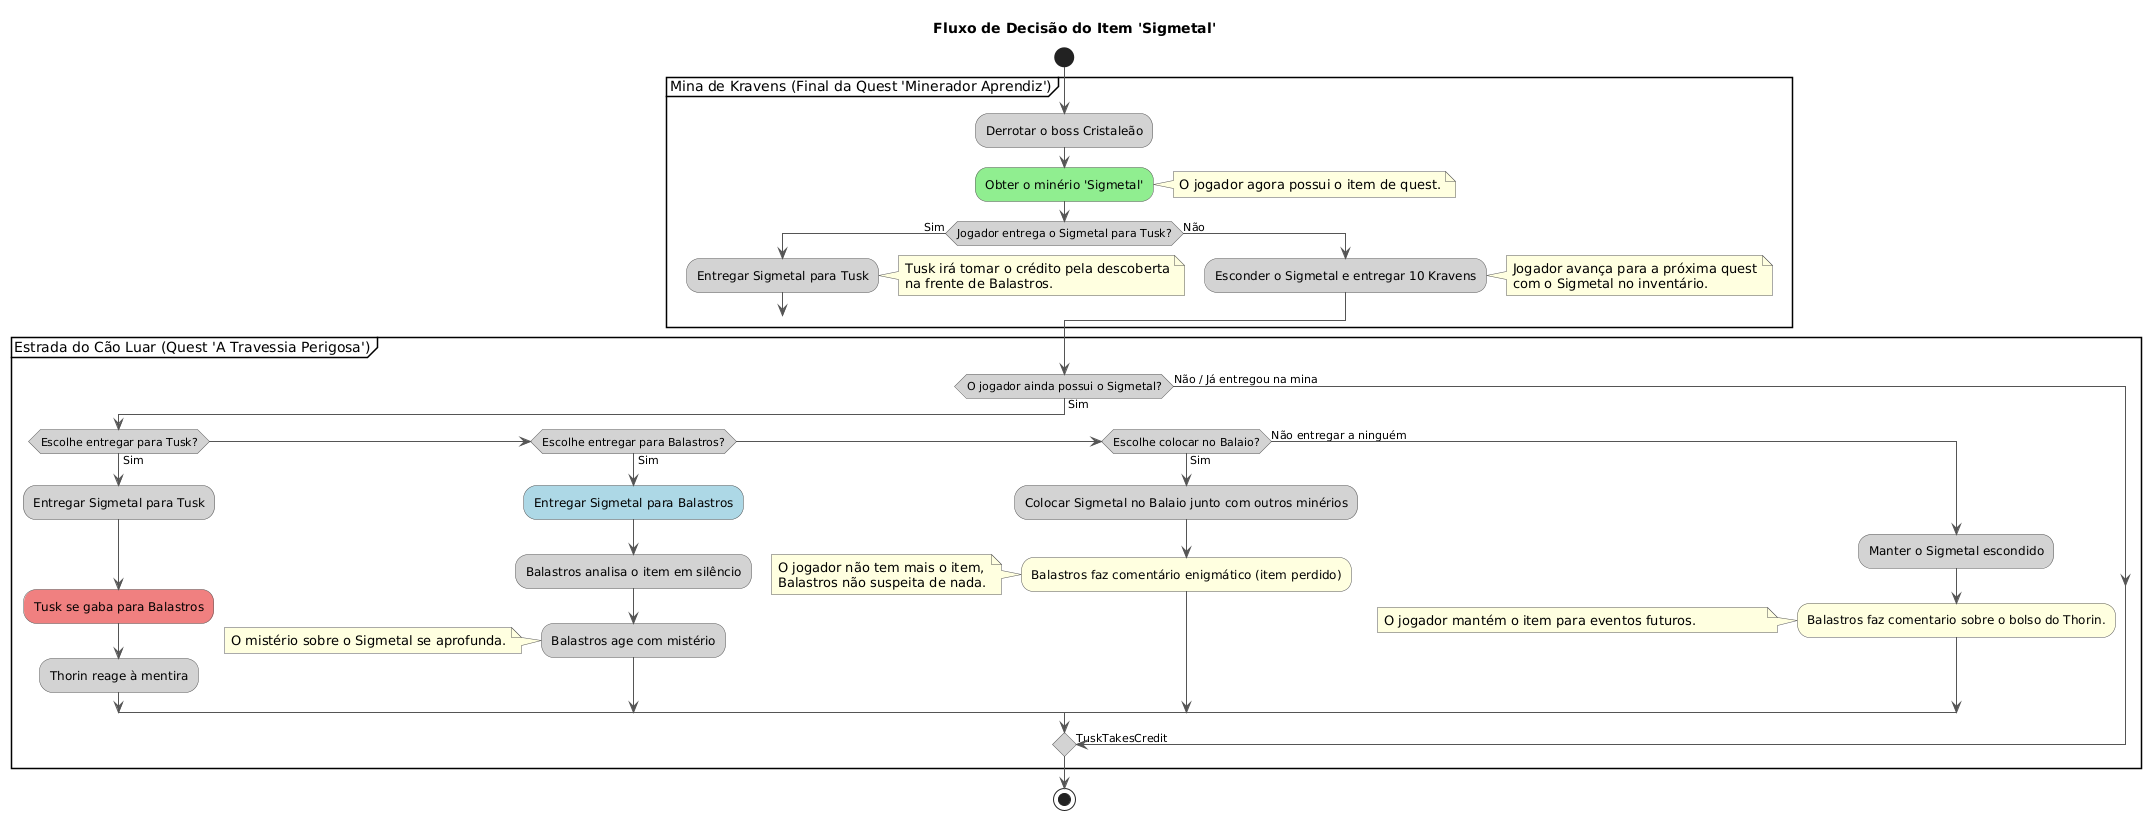 Fluxo de Decisão do Item 'Sigmetal'
Mina de Kravens (Final da Quest 'Minerador Aprendiz')
Derrotar o boss Cristaleão
Obter o minério 'Sigmetal'
O jogador agora possui o item de quest.
Sim
Jogador entrega o Sigmetal para Tusk?
Não
Entregar Sigmetal para Tusk
Tusk irá tomar o crédito pela descoberta
na frente de Balastros.
Esconder o Sigmetal e entregar 10 Kravens
Jogador avança para a próxima quest
com o Sigmetal no inventário.
Estrada do Cão Luar (Quest 'A Travessia Perigosa')
O jogador ainda possui o Sigmetal?
Não / Já entregou na mina
Sim
Escolhe entregar para Tusk?
Escolhe entregar para Balastros?
Escolhe colocar no Balaio?
Não entregar a ninguém
Sim
Sim
Sim
Entregar Sigmetal para Tusk
Entregar Sigmetal para Balastros
Colocar Sigmetal no Balaio junto com outros minérios
Manter o Sigmetal escondido
Balastros analisa o item em silêncio
O jogador não tem mais o item,
Balastros não suspeita de nada.
Balastros faz comentário enigmático (item perdido)
Tusk se gaba para Balastros
O jogador mantém o item para eventos futuros.
Balastros faz comentario sobre o bolso do Thorin.
O mistério sobre o Sigmetal se aprofunda.
Balastros age com mistério
Thorin reage à mentira
TuskTakesCredit